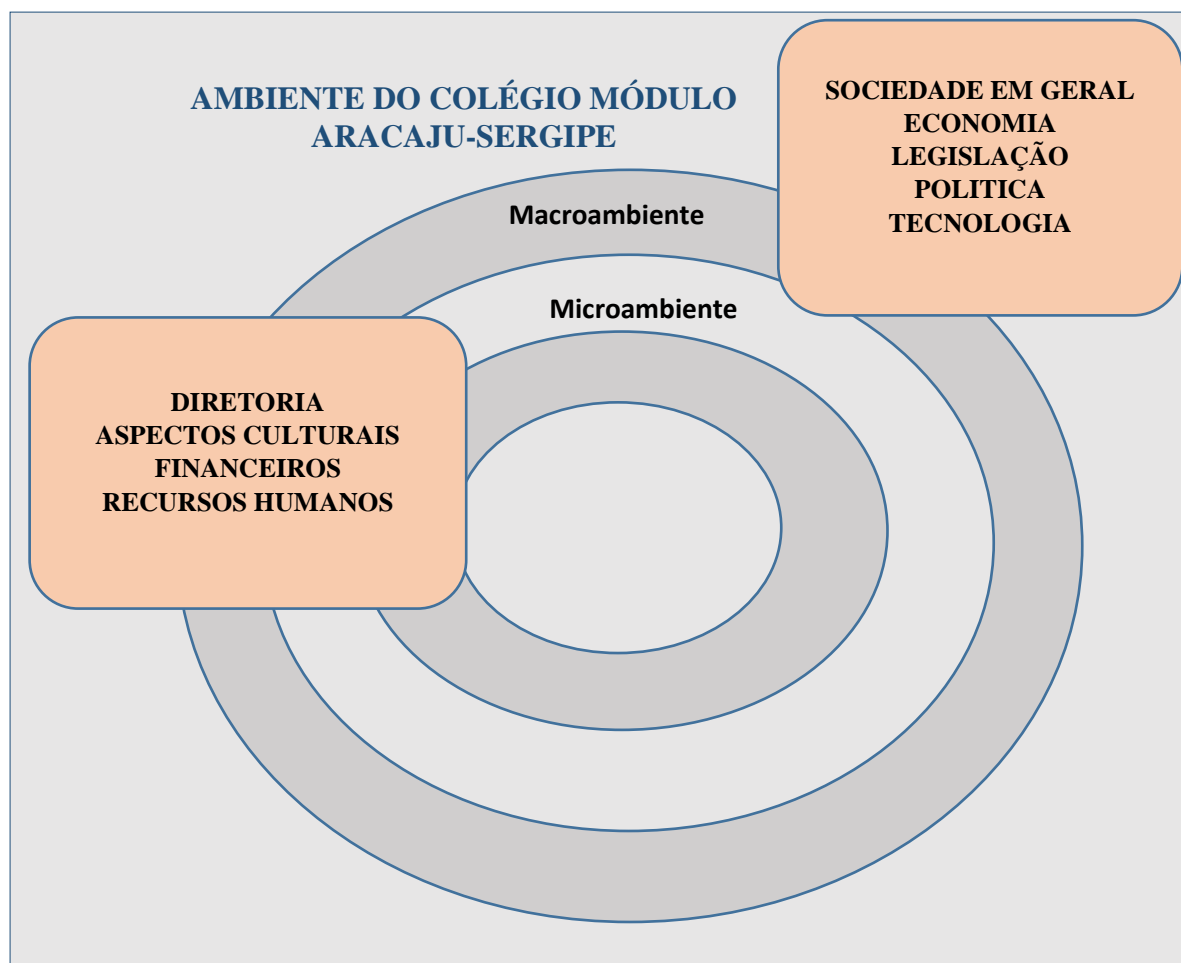 AMBIENTE DO COLÉGIO MÓDULO
ARACAJU-SERGIPE
SOCIEDADE EM GERAL
ECONOMIA
LEGISLAÇÃO
POLITICA
TECNOLOGIA
Macroambiente
Microambiente
DIRETORIA
ASPECTOS CULTURAIS
FINANCEIROS
RECURSOS HUMANOS